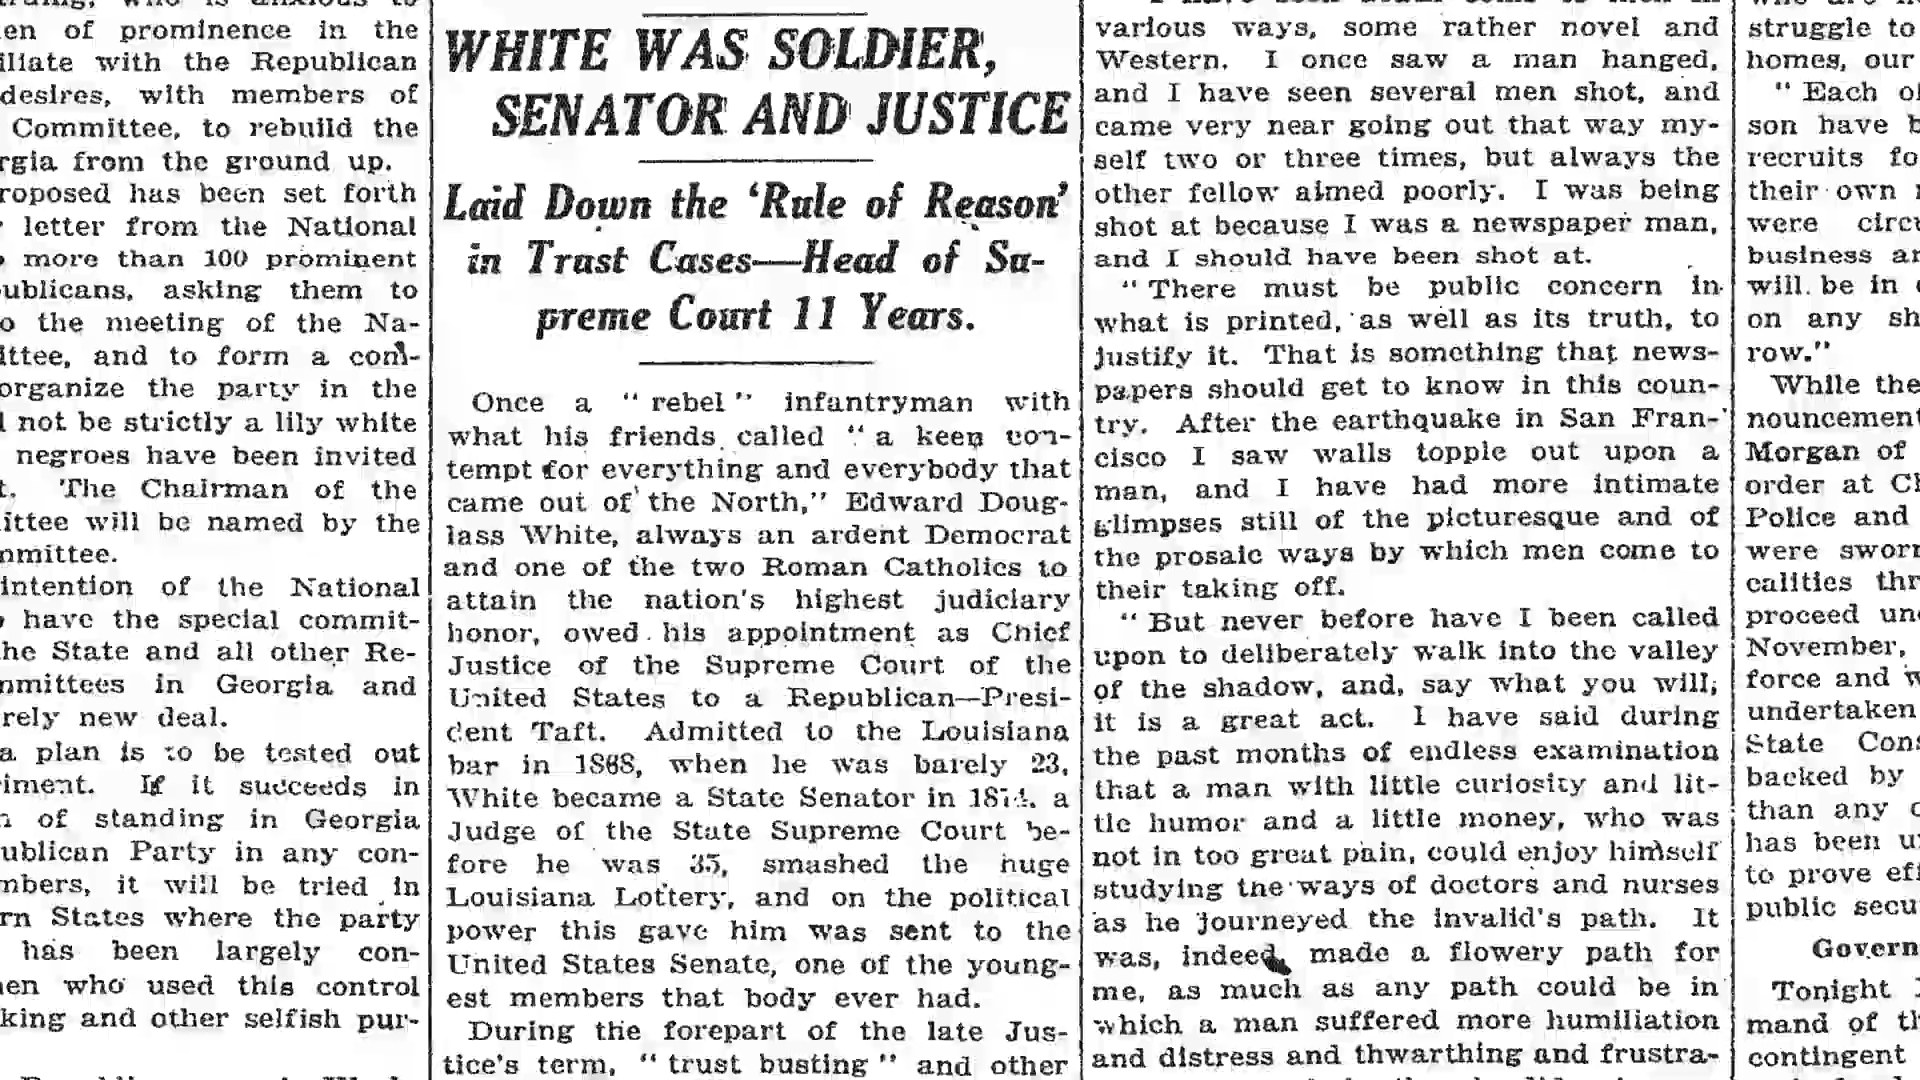 en of prominence in the
iliate with the Republican
desires, with members of
Committee, to rebuild the
rgia from the ground up.
roposed has been set forth
letter from the National
more than 100 prominent
ublicans, asking them to
o the meeting of the Na-
ittee, and to form a com-
organize the party in the
l not be strictly a lily white
negroes have been invited
t. The Chairman of the
ittee will be named by the
nmittee.
intention of the National
have the special commit-
he State and all other Re-
mmittees in Georgia and
rely new deal.
a plan is to be tested out
riment. If it succeeds in
n of standing in Georgia
ublican Party in any con-
mbers, it will be tried in
rn States where the party
has been largely con-
en who used this control
king and other selfish pur-
WHITE WAS SOLDIER,
SENATOR AND JUSTICE
Laid Down the 'Rule of Reason'
in Trust Cases—Head of Su-
preme Court 11 Years.
Once a "rebel" infantryman with
what his friends called "a keen con-
tempt for everything and everybody that
came out of the North," Edward Doug-
lass White, always an ardent Democrat
and one of the two Roman Catholics to
attain the nation's highest judiciary
honor, owed his appointment as Chief
Justice of the Supreme Court of the
United States to a Republican—Presi-
dent Taft. Admitted to the Louisiana
bar in 1868, when he was barely 23,
White became a State Senator in a
Judge of the State Supreme Court be-
fore he was 35, smashed the huge
Louisiana Lottery, and on the political
power this gave him was sent to the
United States Senate, one of the young-
est members that body ever had.
During the forepart of the late Jus-
tice's term, "trust busting" and other
various ways, some rather novel and
Western. I once saw a man hanged,
and I have seen several men shot, and
came very near going out that way my-
self two or three times, but always the
other fellow aimed poorly. I was being
shot at because I was a newspaper man,
and I should have been shot at.
"There must be public concern in
what is printed, as well as its truth, to
justify it. That is something that news-
papers should get to know in this coun-
try. After the earthquake in San Fran-
cisco I saw walls topple out upon a
man, and I have had more intimate
glimpses still of the picturesque and of
the prosaic ways by which men come to
their taking off.
"But never before have I been called
upon to deliberately walk into the valley
of the shadow, and, say what you will,
it is a great act. I have said during
the past months of endless examination
that a man with little curiosity and lit-
tle humor and a little money, who was
not in too great pain, could enjoy himself
studying the ways of doctors and nurses
as he journeyed the invalid's path. It
was, indeed, made a flowery path for
me, as much as any path could be in
which a man suffered more humiliation
and distress and thwarthing and frustra-
struggle to
homes, our
"Each of
son have b
recruits fo
their own
were circu
business an
will be in
on any sh
row."
While the
nouncement
Morgan of
order at Ch
Police and
were sworn
calities thr
proceed und
November,
force and w
undertaken
State Cons
backed by
than any
has been u
to prove eff
public secu
Govern
Tonight
mand of th
contingent